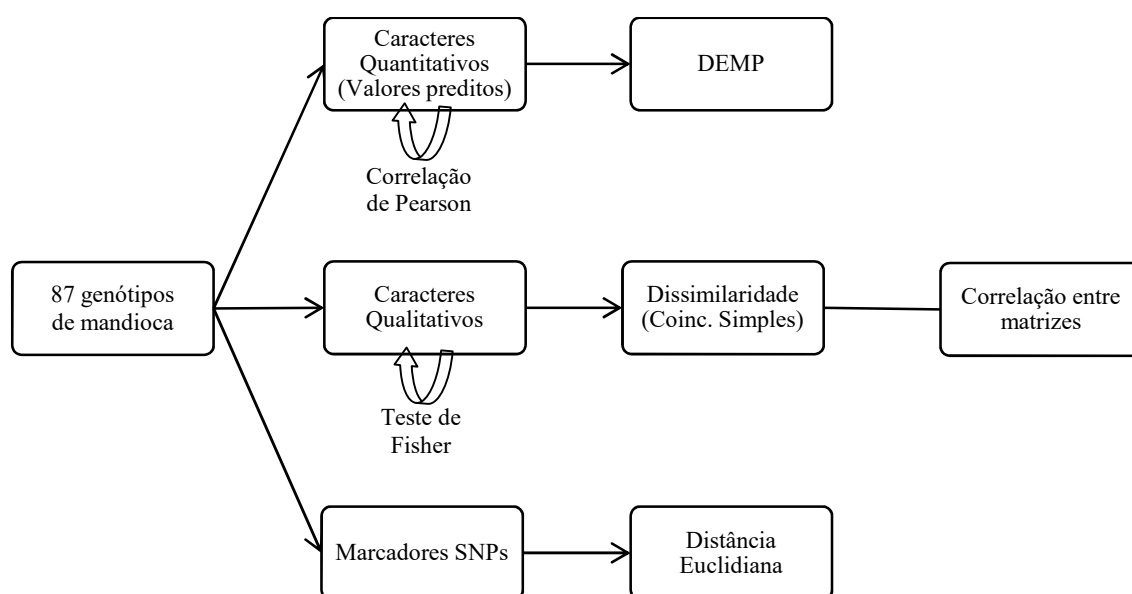 Caracteres
Quantitativos
(Valores preditos)
DEMP
Correlação
de Pearson
87 genótipos
de mandioca
Caracteres
Qualitativos
Dissimilaridade
(Coinc. Simples)
Correlação entre
matrizes
Teste de
Fisher
Marcadores SNPs
Distância
Euclidiana